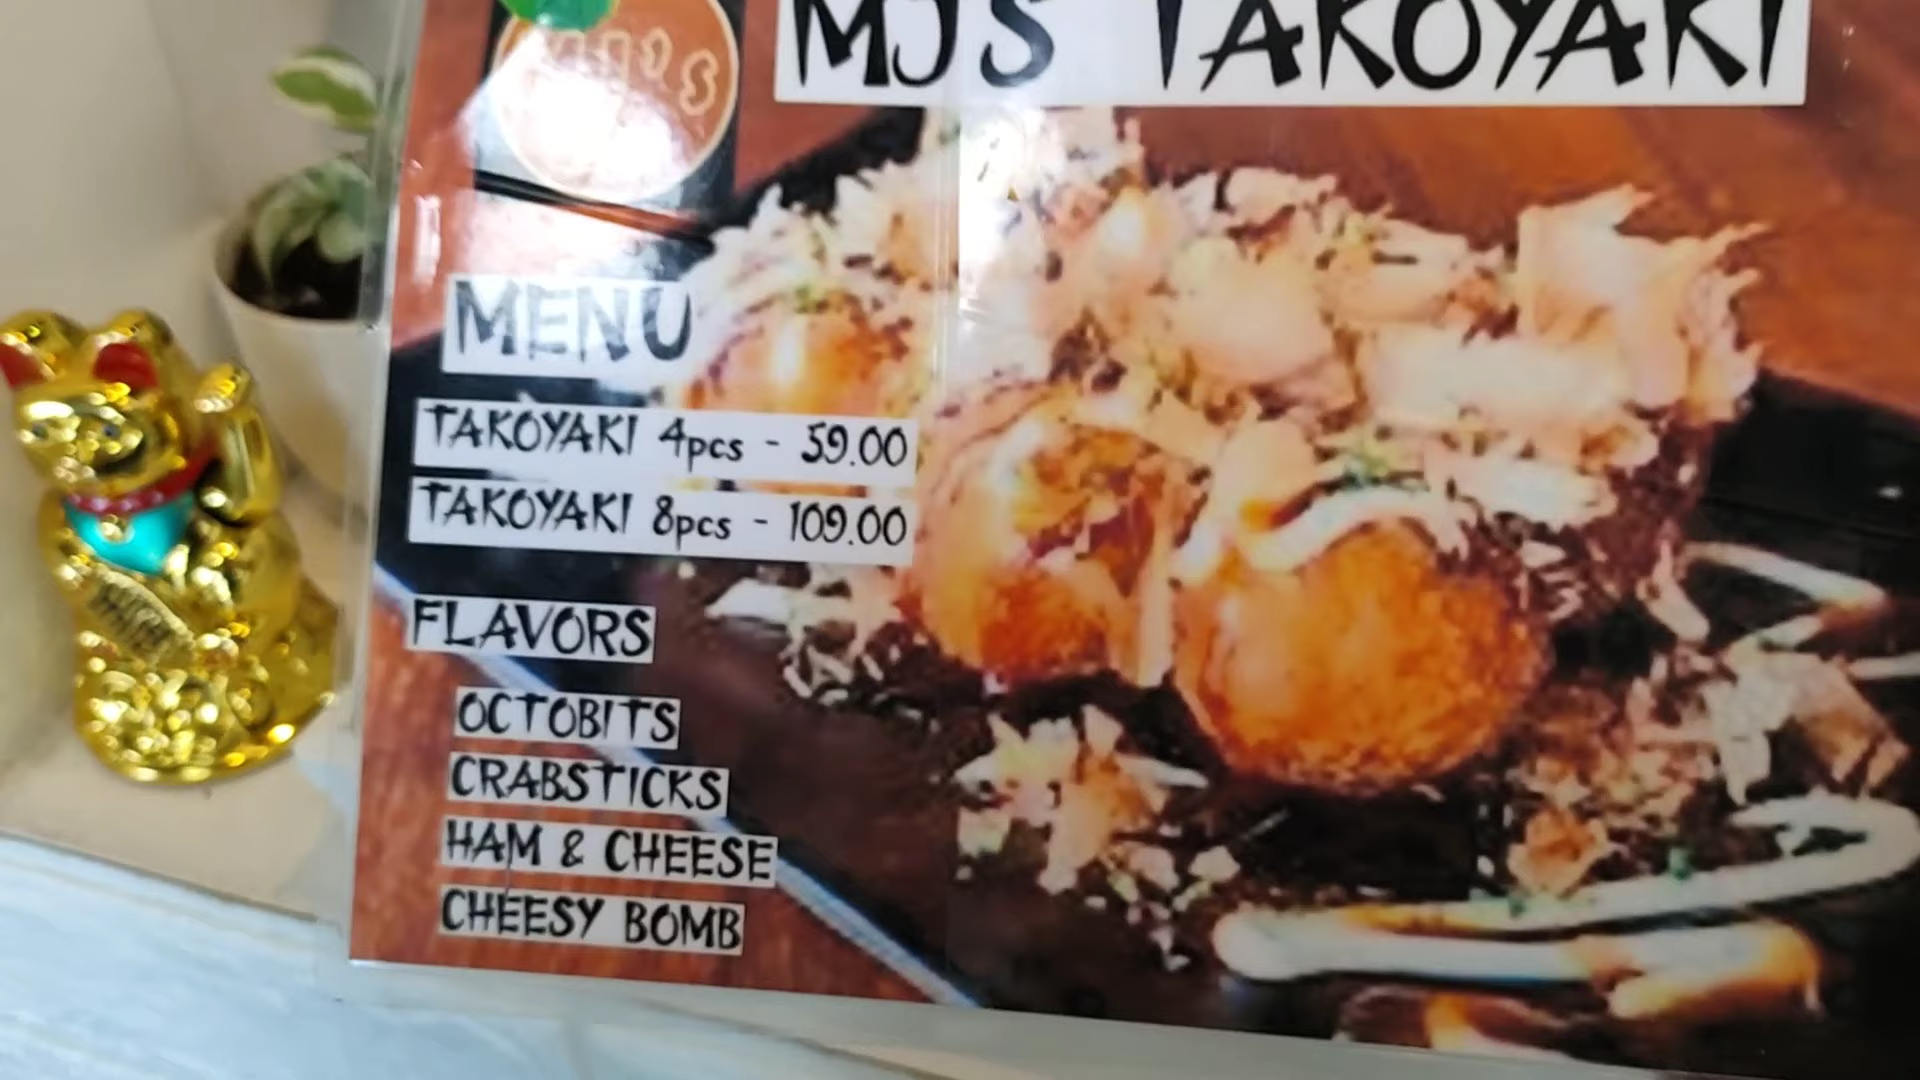 MJS TAKOYAKI
MENU
TAKOYAKI 4pcs - 59.00
TAKOYAKI 8pcs - 109.00
FLAVORS
OCTOBITS
CRABSTICKS
HAM & CHEESE
CHEESY BOMB